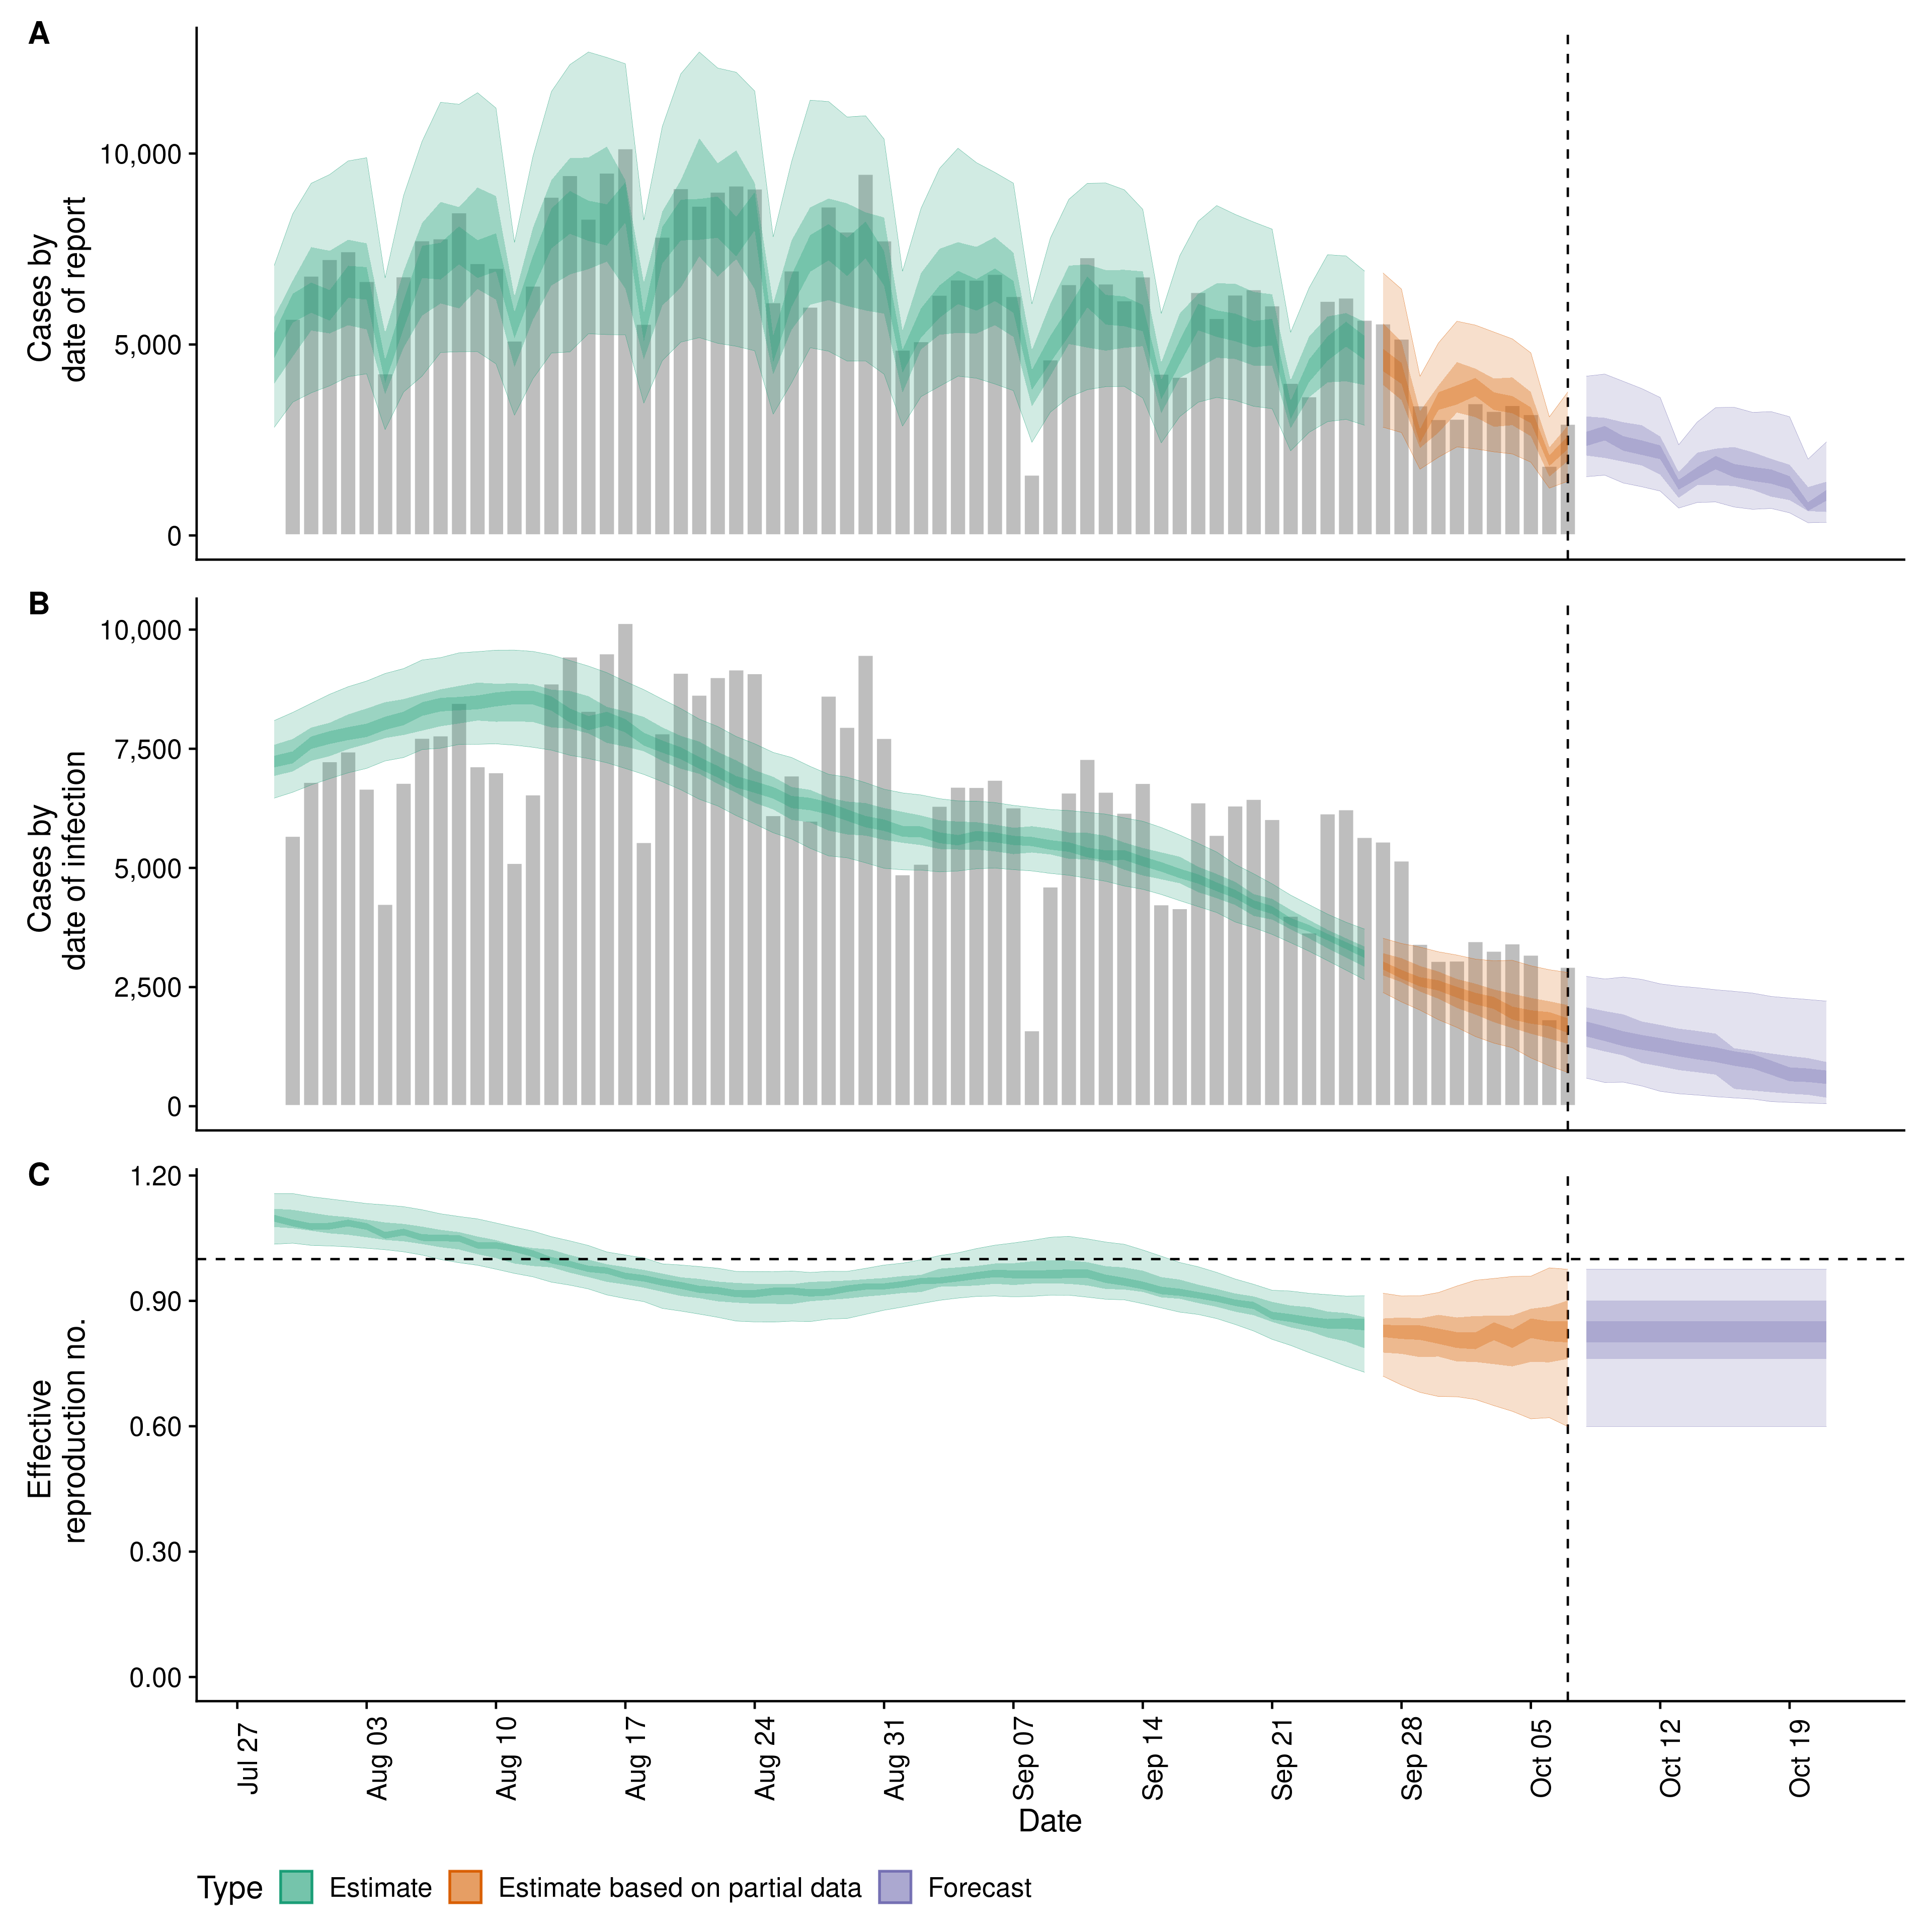 A
Cases by
date of report
10,000
5,000
0
B
Cases by
date of infection
10,000
7,500
5,000
2,500
0
C
Effective
reproduction no.
1.20
0.90
0.60
0.30
0.00
Jul 27
Aug 03
Aug 10
Aug 17
Aug 24
Aug 31
Sep 07
Sep 14
Sep 21
Sep 28
Oct 05
Oct 12
Oct 19
Date
Type Estimate Estimate based on partial data Forecast